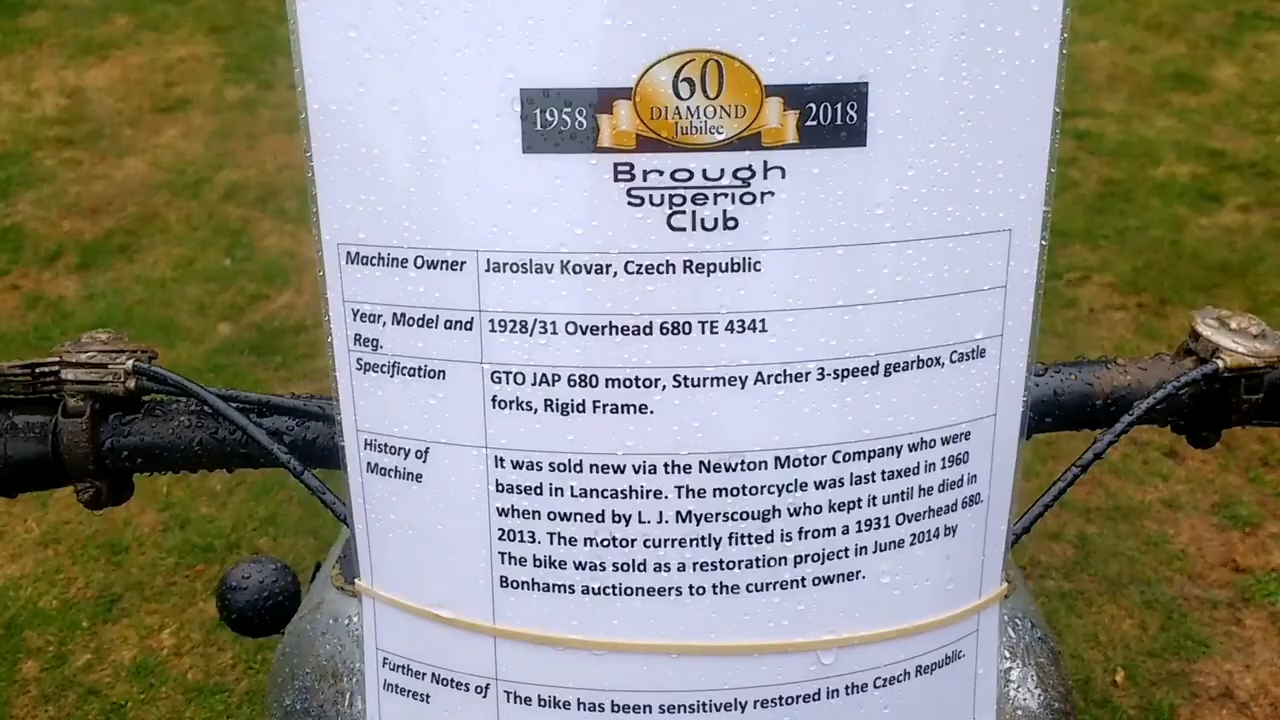 60
1958 DIAMOND 2018
Jubilee
Brough
Superior
Club
Machine Owner Jaroslav Kovar, Czech Republic
Year, Model and Reg. 1928/31 Overhead 680 TE 4341
Specification GTO JAP 680 motor, Sturmey Archer 3-speed gearbox, Castle
forks, Rigid Frame.
History of Machine
It was sold new via the Newton Motor Company who were
based in Lancashire. The motorcycle was last taxed in 1960
when owned by L. J. Myerscough who kept it until he died in
2013. The motor currently fitted is from a 1931 Overhead 680.
The bike was sold as a restoration project in June 2014 by
Bonhams auctioneers to the current owner.
Further Notes of Interest
The bike has been sensitively restored in the Czech Republic.